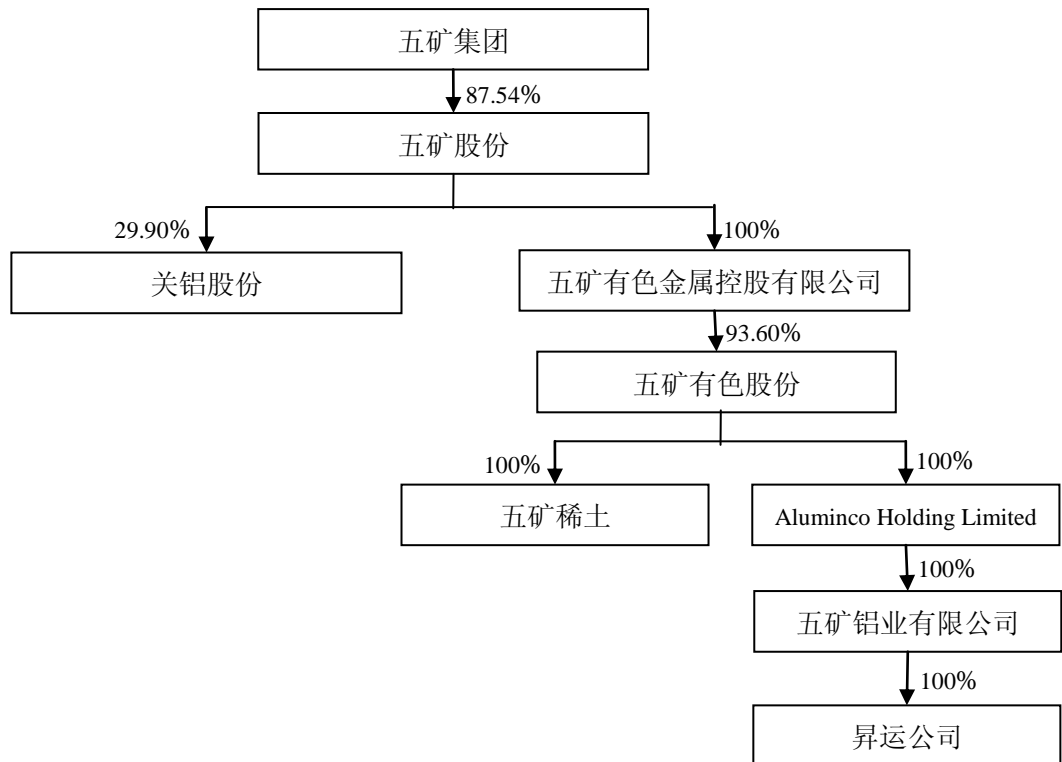 五矿集团
87.54%
五矿股份
29.90%
100%
关铝股份
五矿有色金属控股有限公司
93.60%
五矿有色股份
100%
100%
五矿稀土
Aluminco Holding Limited
100%
五矿铝业有限公司
100%
昇运公司